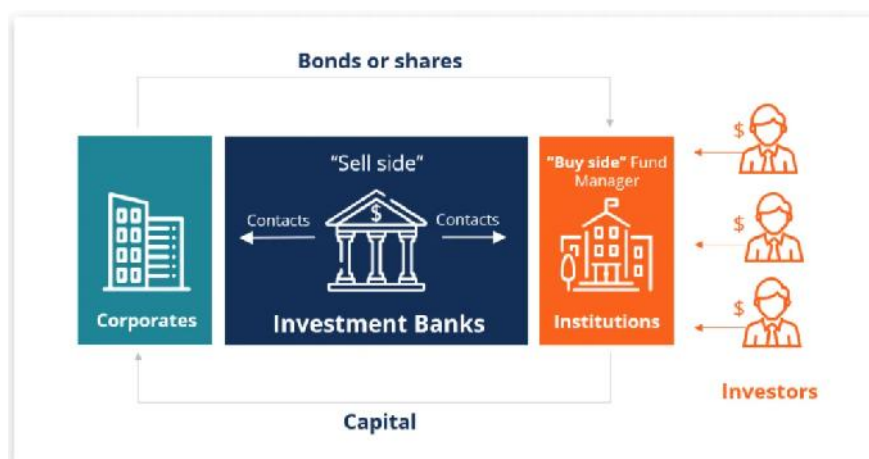 Bonds or shares
"Sell side"
Contacts
Contacts
$
Investment Banks
Corporates
"Buy side" Fund
Manager
Institutions
$
$
$
Investors
Capital